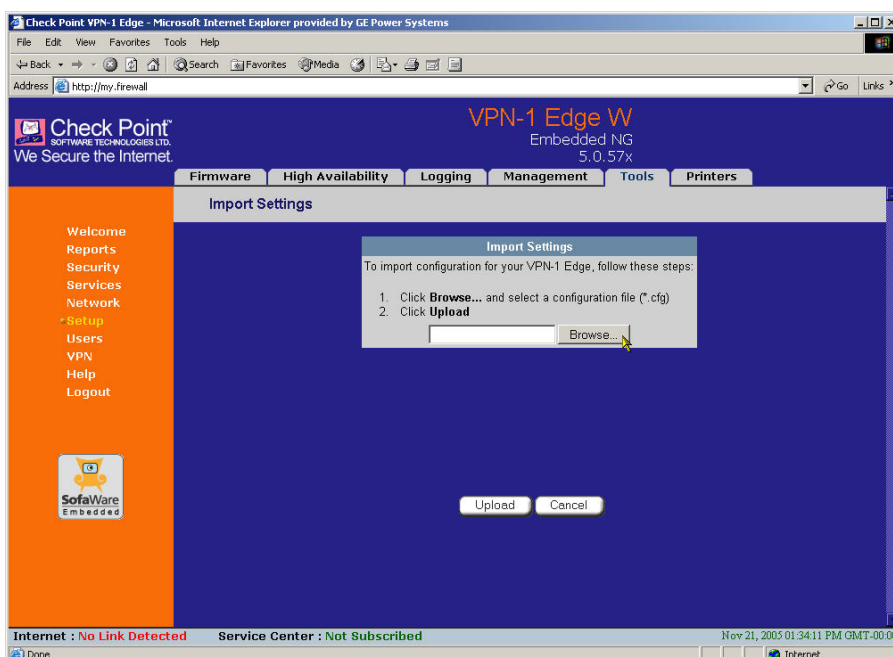 Check Point VPN-1 Edge - Microsoft Internet Explorer provided by GE Power Systems
File Edit View Favorites Tools Help
Back Search Favorites Media
Address http://my.firewall Go Links
Check Point
SOFTWARE TECHNOLOGIES LTD.
We Secure the Internet.
VPN-1 Edge W
Embedded NG
5.0.57x
Firmware High Availability Logging Management Tools Printers
Import Settings
Welcome
Reports
Security
Services
Network
Setup
Users
VPN
Help
Logout
Import Settings
To import configuration for your VPN-1 Edge, follow these steps:
1. Click Browse... and select a configuration file (*.cfg)
2. Click Upload
Browse...
SofaWare
Embedded
Upload Cancel
Internet : No Link Detected Service Center : Not Subscribed Nov 21, 2005 01:34:11 PM
Done Internet